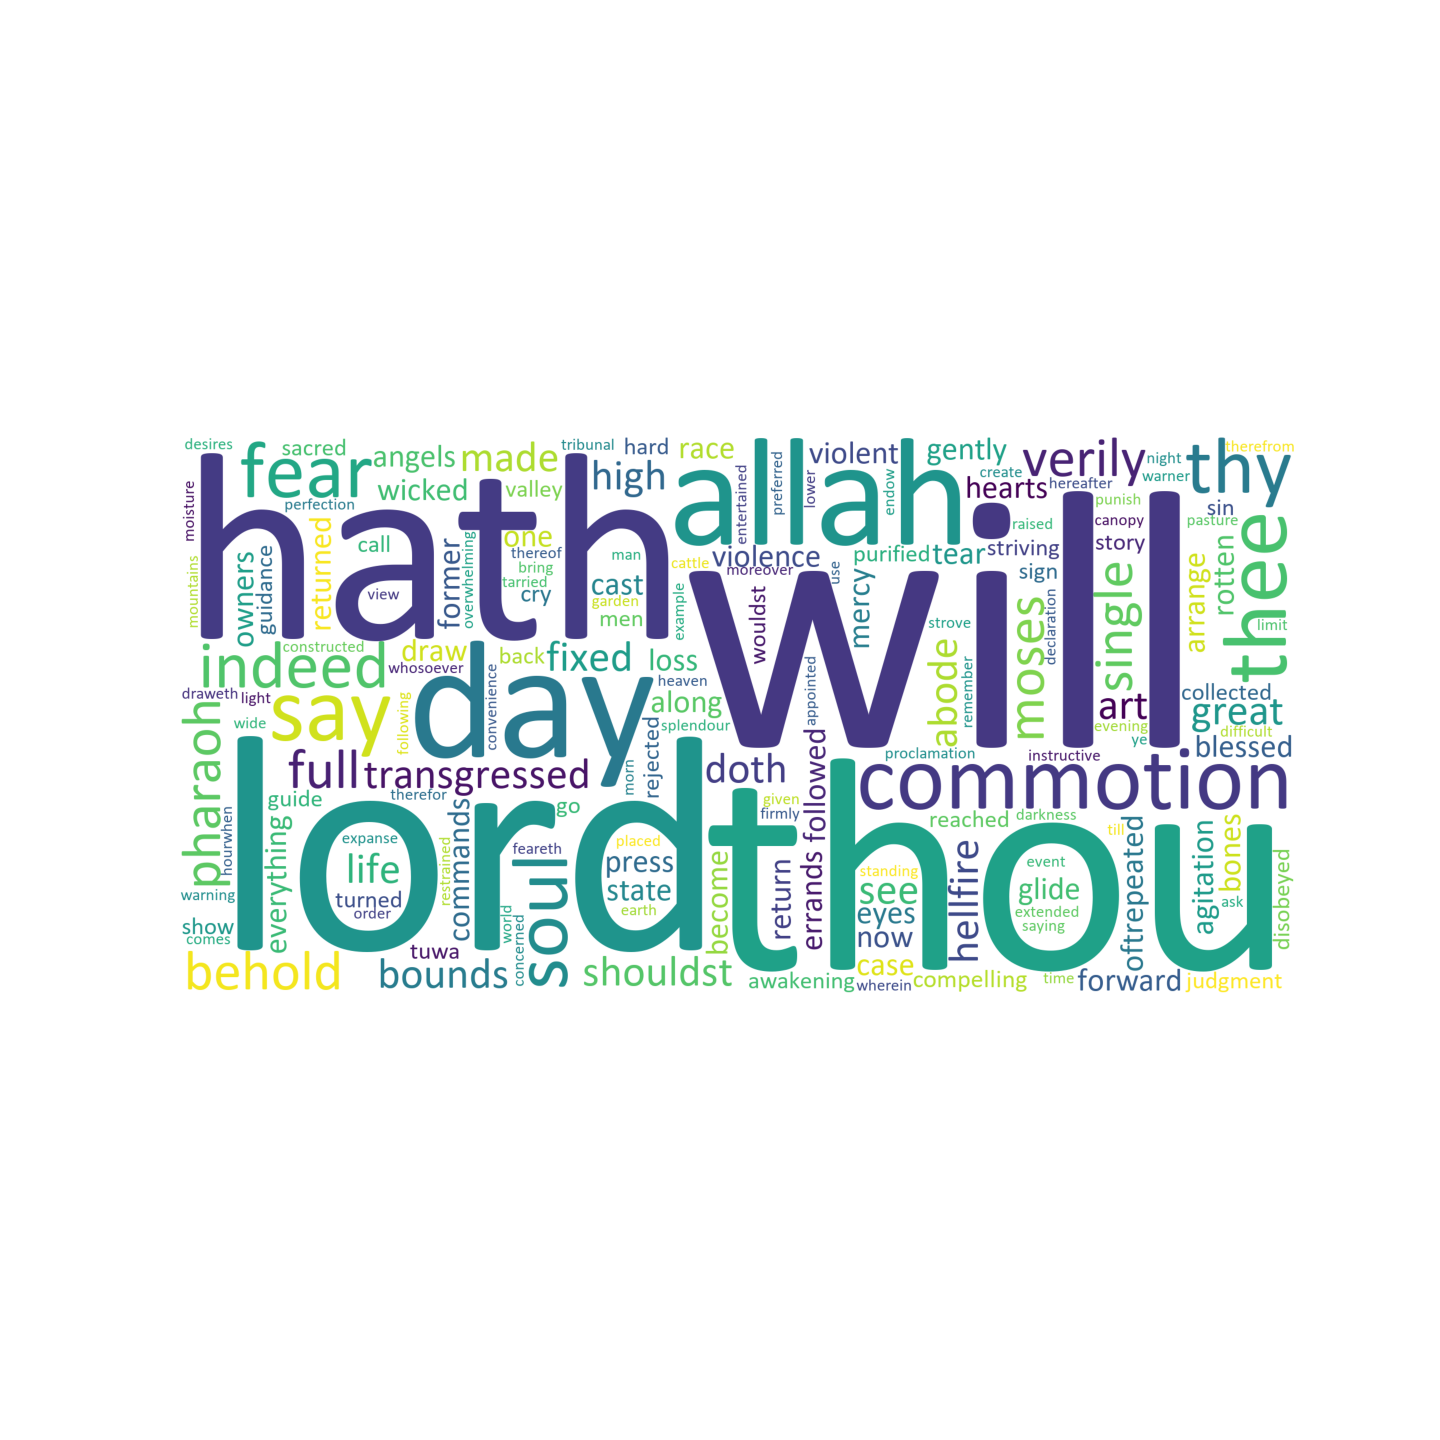 desires
sacred
fear
angels
made
tribunal
hard
race
high
allah
violent
gently
verily
night
thy
therefrom
wicked
valley
perfection
moisture
hath
entertained
preferred
lower
endow
create
hearts
hereafter
warner
sin
punish
canopy
pasture
raised
will
call
one
thereof
man
bring
tarried
cry
overwhelming
former
returned
guidance
owners
mountains
view
cast
garden
men
cattle
violence
moreover
example
wouldst
use
mercy
purified
tear
striving
sign
story
strove
declaration
moses
single
arrange
rotten
thee
limit
constructed
indeed
draw
whosoever
back
fixed
loss
heaven
along
splendour
appointed
abode
remember
art
evening
ye
collected
great
difficult
blessed
draweth
light
say
day
following
convenience
wide
pharaoh
full
transgressed
rejected
morn
doth
proclamation
instructive
commotion
hourwhen
guide
therefor
commands
go
given
firmly
followed
reached
darkness
till
oftrepeated
agitation
bones
everything
lord
thou
expanse
life
turned
order
restrained
feareth
soul
placed
press
state
earth
become
return
errands
standing
see
eyes
now
hellfire
event
glide
extended
saying
ask
disobeyed
warning
show
comes
tuwa
world
concerned
behold
bounds
shouldst
awakening
case
wherein
compelling
time
forward
judgment